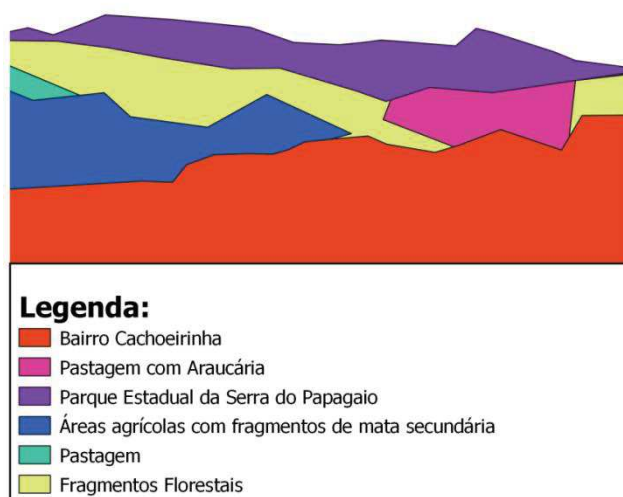 Legenda:
Bairro Cachoeirinha
Pastagem com Araucária
Parque Estadual da Serra do Papagaio
Áreas agrícolas com fragmentos de mata secundária
Pastagem
Fragmentos Florestais